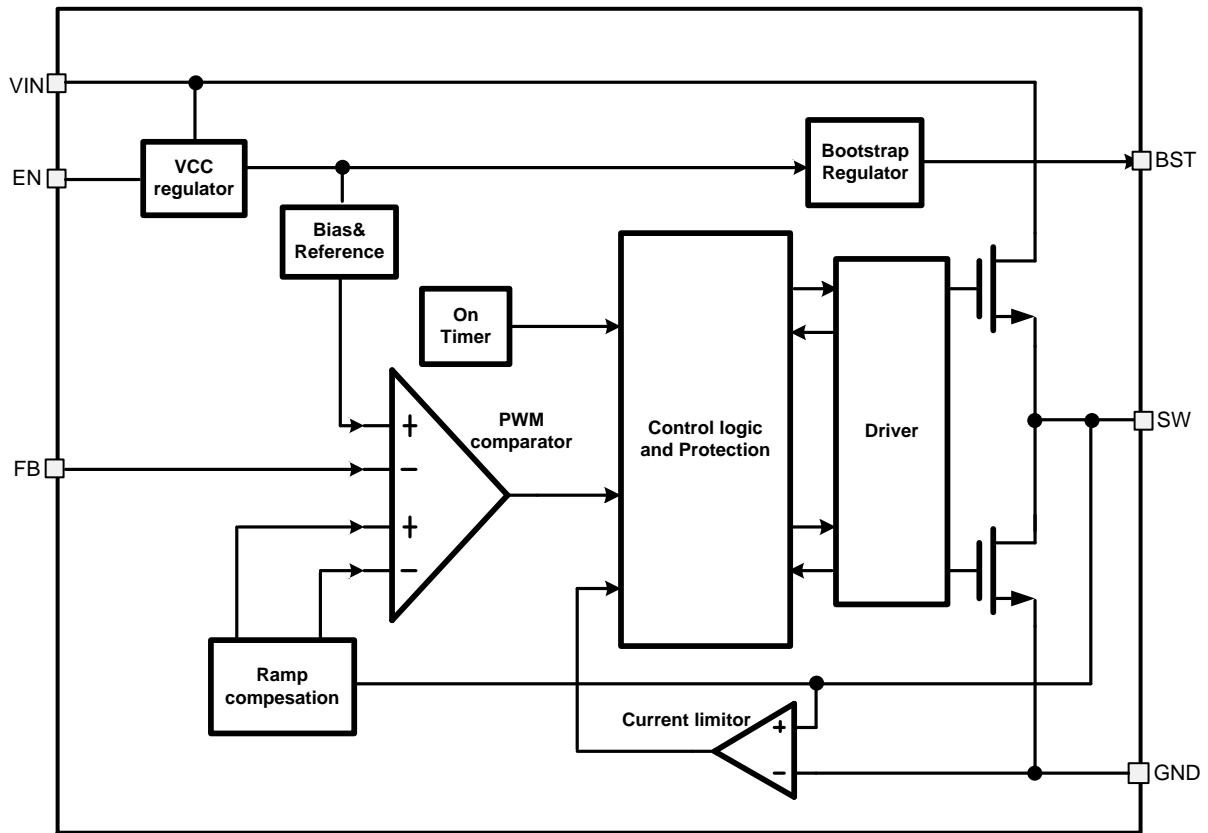 VIN
VCC
regulator
Bootstrap
Regulator
BST
EN
Bias&
Reference
On
Timer
PWM
comparator
Control logic
and Protection
Driver
SW
+
FB
−
+
−
Ramp
compesation
Current limitor
+
−
GND